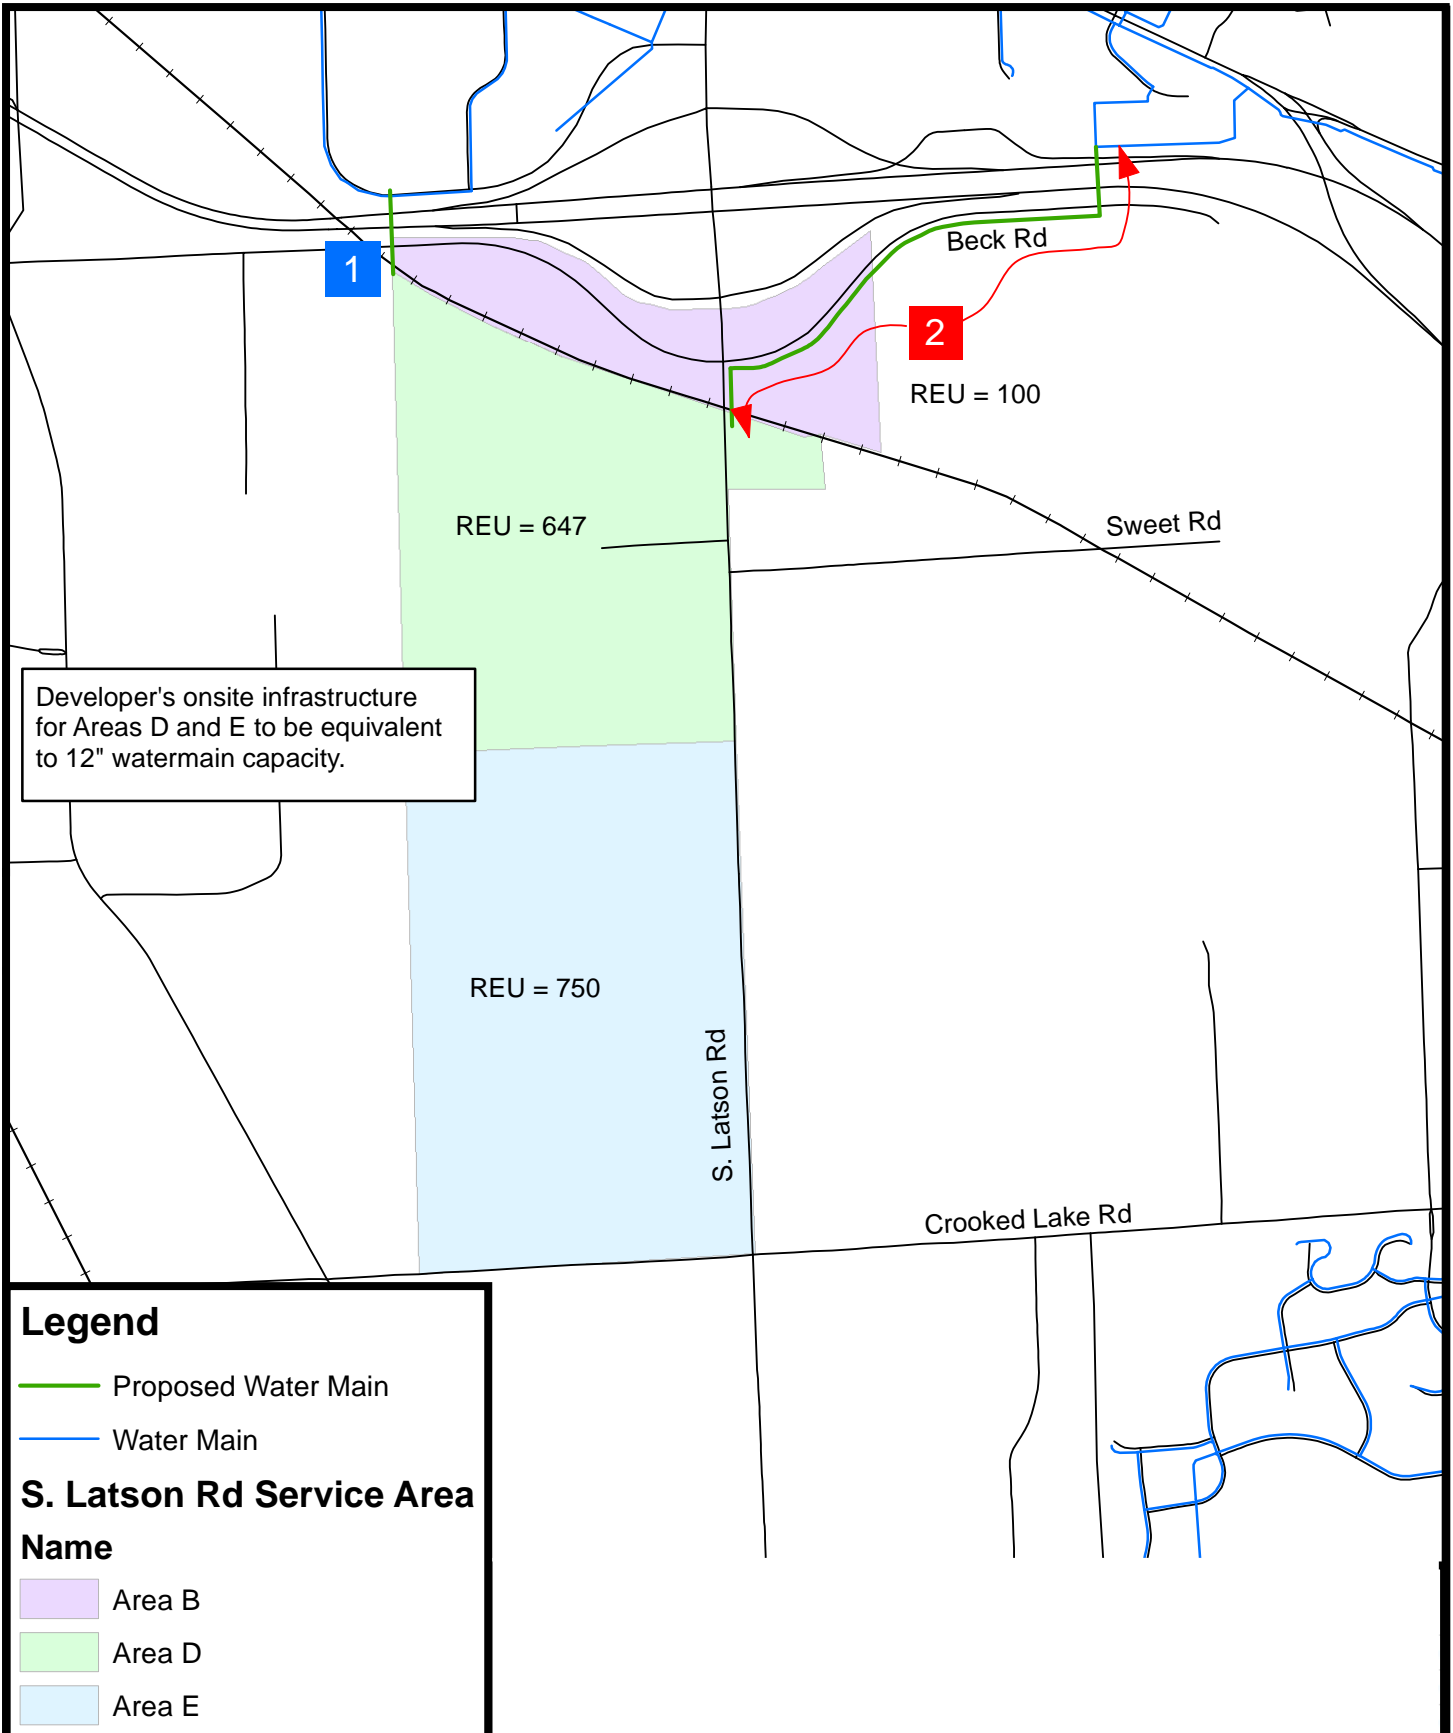 1
Beck Rd
2
REU = 100
REU = 647
Sweet Rd
Developer's onsite infrastructure
for Areas D and E to be equivalent
to 12" watermain capacity.
REU = 750
S. Latson Rd
Crooked Lake Rd
Legend
Proposed Water Main
Water Main
S. Latson Rd Service Area
Name
Area B
Area D
Area E